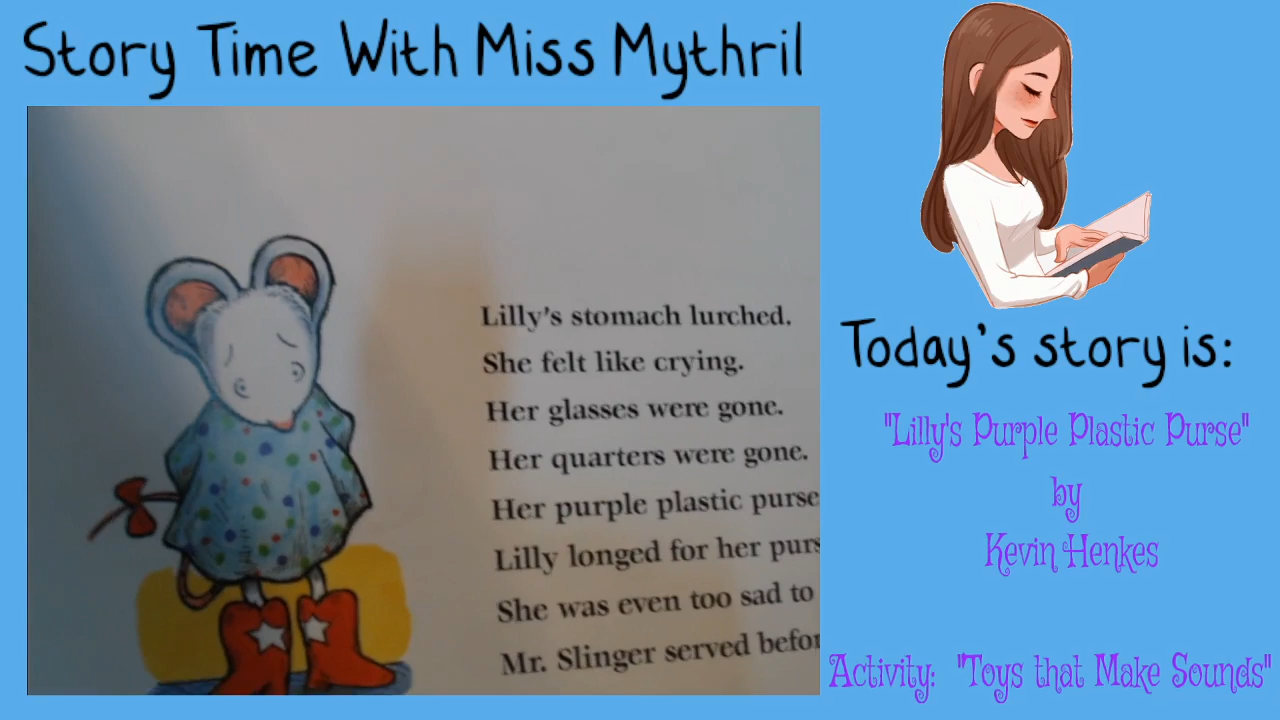 Story Time With Miss Mythril
Lilly's stomach lurched.
She felt like crying.
Her glasses were gone.
Her quarters were gone.
Her purple plastic purse
Lilly longed for her purs
She was even too sad to
Mr. Slinger served befor
Today's story is:
"Lilly's Purple Plastic Purse"
by
Kevin Henkes
Activity: "Toys that Make Sounds"